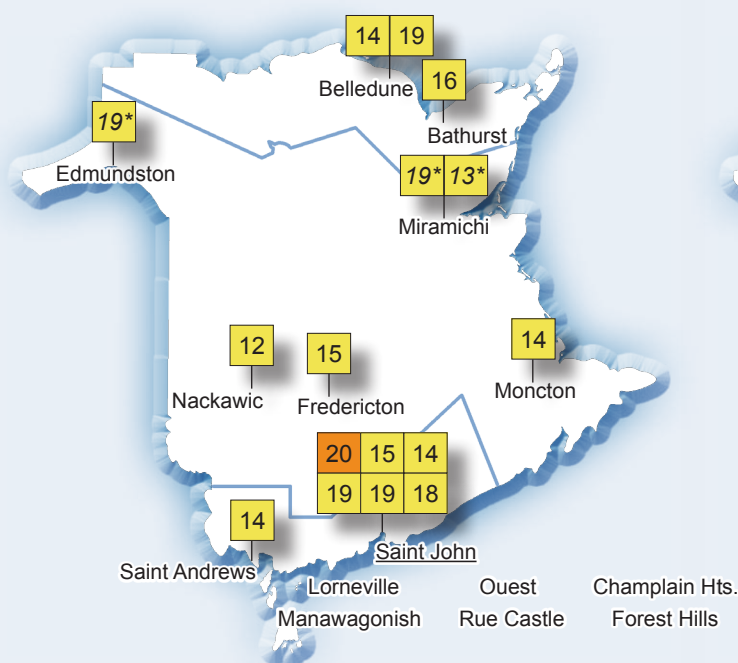 14 19
Belledune
16
Bathurst
19*
Edmundston
19* 13*
Miramichi
12
Nackawic
15
Fredericton
14
Moncton
20 15 14
19 19 18
Saint John
14
Saint Andrews
Lorneville Ouest Champlain Hts.
Manawagonish Rue Castle Forest Hills